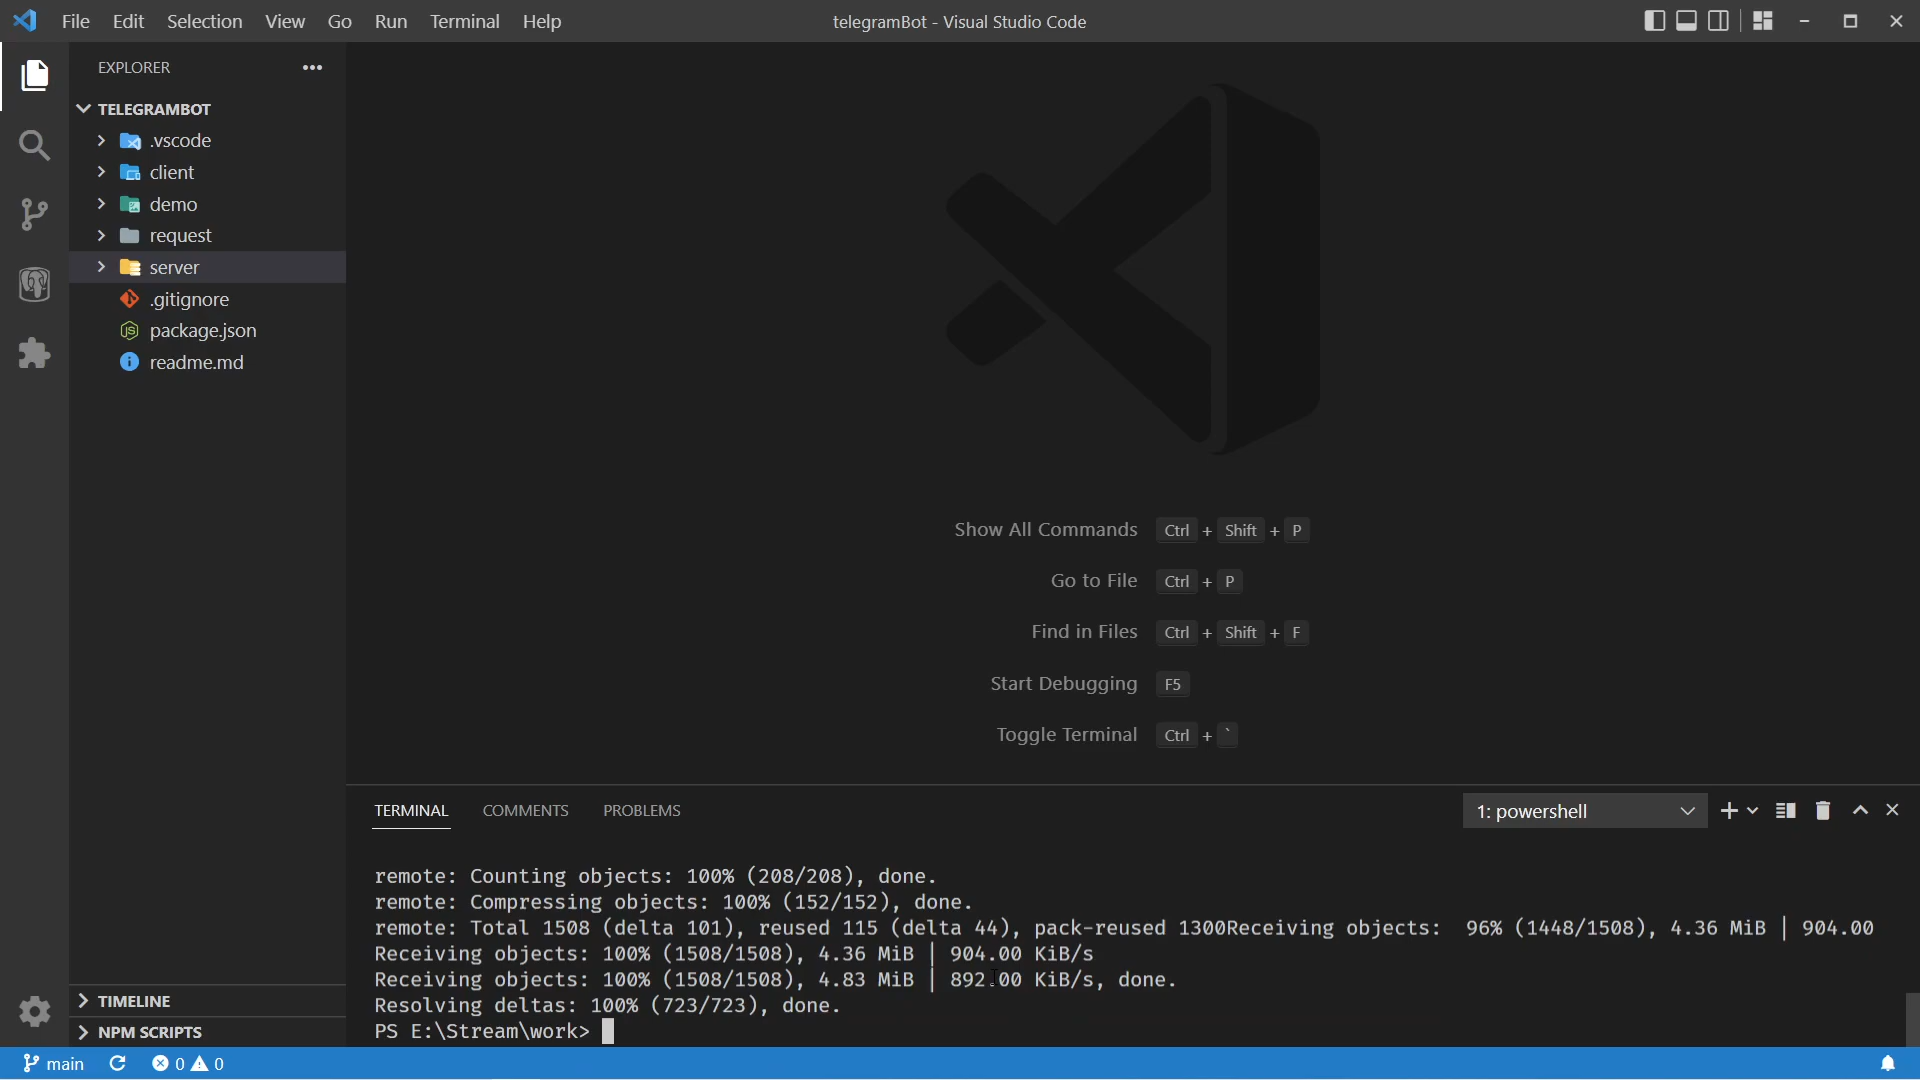 File Edit Selection View Go Run Terminal Help
telegramBot - Visual Studio Code
EXPLORER
TELEGRAMBOT
.vscode
client
demo
request
server
.gitignore
package.json
readme.md
TIMELINE
NPM SCRIPTS
Show All Commands Ctrl + Shift + P
Go to File Ctrl + P
Find in Files Ctrl + Shift + F
Start Debugging F5
Toggle Terminal Ctrl + `
TERMINAL COMMENTS PROBLEMS
1: powershell
remote: Counting objects: 100% (208/208), done.
remote: Compressing objects: 100% (152/152), done.
remote: Total 1508 (delta 101), reused 115 (delta 44), pack-reused 1300Receiving objects:  96% (1448/1508), 4.36 MiB | 904.00
Receiving objects: 100% (1508/1508), 4.36 MiB | 904.00 KiB/s
Receiving objects: 100% (1508/1508), 4.83 MiB | 892.00 KiB/s, done.
Resolving deltas: 100% (723/723), done.
PS E:\Stream\work>
main 0 0